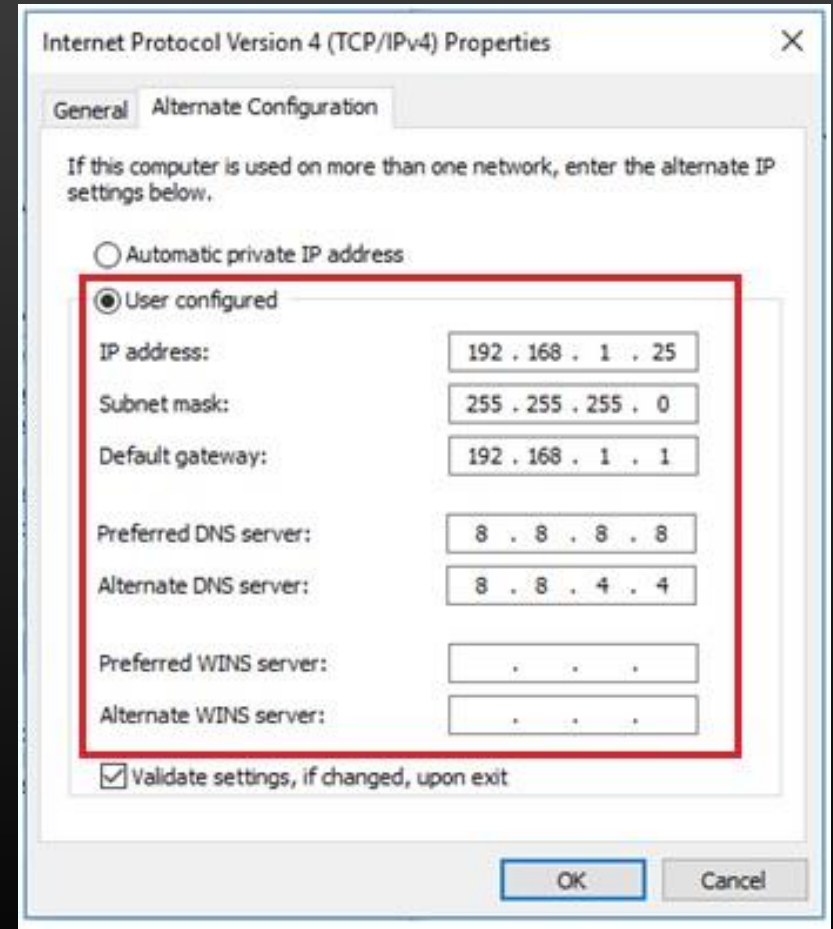 Internet Protocol Version 4 (TCP/IPv4) Properties
General Alternate Configuration
If this computer is used on more than one network, enter the alternate IP
settings below.
Automatic private IP address
User configured
IP address: 192 . 168 . 1 . 25
Subnet mask: 255 . 255 . 255 . 0
Default gateway: 192 . 168 . 1 . 1
Preferred DNS server: 8 . 8 . 8 . 8
Alternate DNS server: 8 . 8 . 4 . 4
Preferred WINS server: . . .
Alternate WINS server: . . .
Validate settings, if changed, upon exit
OK Cancel